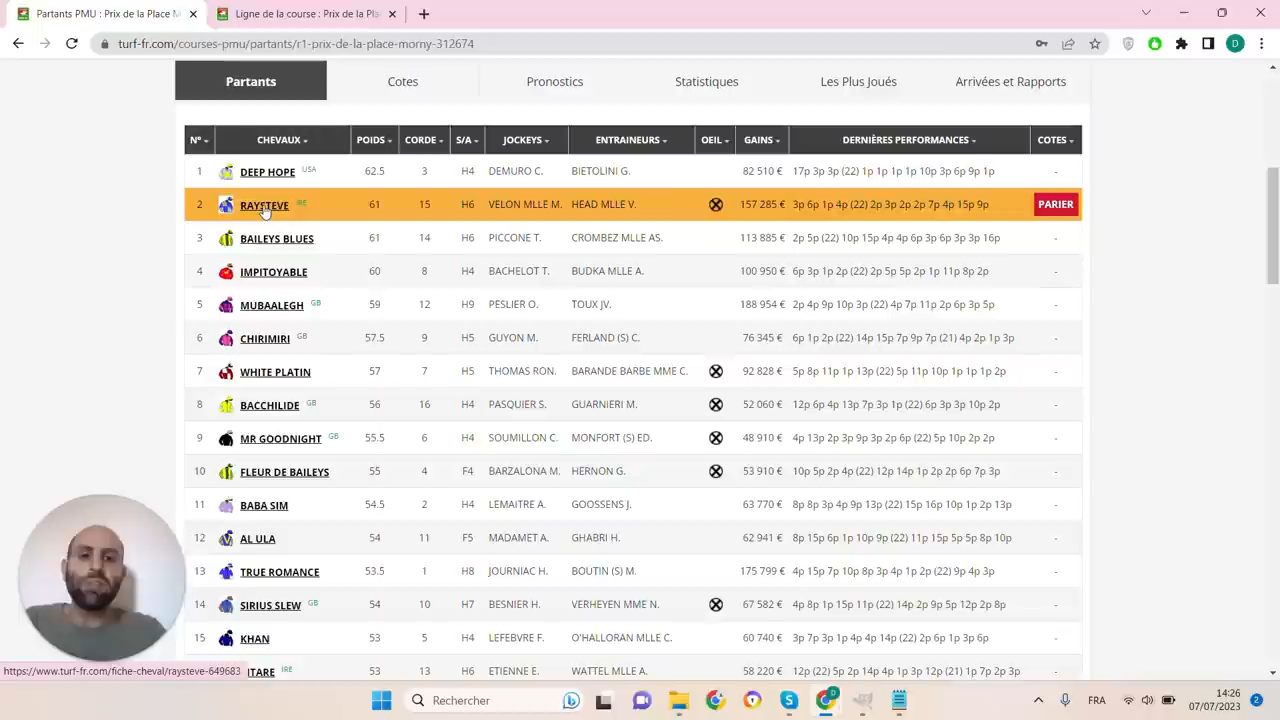 Partants PMU : Prix de la Place M
Ligne de la course : Prix de la Pla
turf-fr.com/courses-pmu/partants/r1-prix-de-la-place-morny-312674
Partants Cotes Pronostics Statistiques Les Plus Joués Arrivées et Rapports
N° CHEVAUX POIDS CORDE S/A JOCKEYS ENTRAINEURS OEIL GAINS DERNIÈRES PERFORMANCES COTES
1 DEEP HOPE USA 62.5 3 H4 DEMURO C. BIETOLINI G. 82 510 € 17p 3p 3p (22) 1p 1p 1p 1p 10p 3p 6p 9p 1p -
2 RAYSTEVE IRE 61 15 H6 VELON MLLE M. HEAD MLLE V. 157 285 € 3p 6p 1p 4p (22) 2p 3p 2p 2p 7p 4p 15p 9p PARIER
3 BAILEYS BLUES 61 14 H6 PICCONE T. CROMBEZ MLLE AS. 113 885 € 2p 5p (22) 10p 15p 4p 4p 6p 3p 6p 3p 3p 16p -
4 IMPITOYABLE 60 8 H4 BACHELOT T. BUDKA MLLE A. 100 950 € 6p 3p 1p 2p (22) 2p 5p 5p 2p 1p 11p 8p 2p -
5 MUBAALEGH GB 59 12 H9 PESLIER O. TOUX JV. 188 954 € 2p 4p 9p 10p 3p (22) 4p 7p 11p 2p 6p 3p 5p -
6 CHIRIMIRI GB 57.5 9 H5 GUYON M. FERLAND (S) C. 76 345 € 6p 1p 2p (22) 14p 15p 7p 9p 7p (21) 4p 2p 1p 3p -
7 WHITE PLATIN 57 7 H5 THOMAS RON. BARANDE BARBE MME C. 92 828 € 5p 8p 11p 1p 13p (22) 5p 11p 10p 1p 1p 1p 2p -
8 BACCHILIDE GB 56 16 H4 PASQUIER S. GUARNIERI M. 52 060 € 12p 6p 4p 13p 7p 3p 1p (22) 6p 3p 3p 10p 2p -
9 MR GOODNIGHT GB 55.5 6 H4 SOUMILLON C. MONFORT (S) ED. 48 910 € 4p 13p 2p 3p 9p 3p 2p 6p (22) 5p 10p 2p 2p -
10 FLEUR DE BAILEYS 55 4 F4 BARZALONA M. HERNON G. 53 910 € 10p 5p 2p 4p (22) 12p 14p 1p 2p 2p 6p 7p 3p -
11 BABA SIM 54.5 2 H4 LEMAITRE A. GOOSSENS J. 63 770 € 8p 8p 3p 4p 9p 13p (22) 15p 16p 10p 1p 2p 13p -
12 AL ULA 54 11 F5 MADAMET A. GHABRI H. 62 941 € 8p 15p 6p 1p 10p 9p (22) 11p 15p 5p 5p 8p 10p -
13 TRUE ROMANCE 53.5 1 H8 JOURNIAC H. BOUTIN (S) M. 175 799 € 4p 15p 7p 10p 8p 3p 4p 1p 2p (22) 9p 4p 3p -
14 SIRIUS SLEW GB 54 10 H7 BESNIER H. VERHEYEN MME N. 67 582 € 4p 8p 1p 15p 11p (22) 14p 2p 9p 5p 12p 2p 8p -
15 KHAN 53 5 H4 LEFEBVRE F. O'HALLORAN MLLE C. 60 740 € 3p 7p 3p 1p 4p 4p 14p (22) 2p 6p 1p 3p 6p -
TARE IRE 53 13 H6 ETIENNE E. WATTEL MLLE A. 58 220 € 12p (22) 5p 2p 14p 4p 1p 3p 12p (21) 1p 7p 2p 9p -
https://www.turf-fr.com/fiche-cheval/raysteve-649683
Rechercher
FRA
14:26
07/07/2023